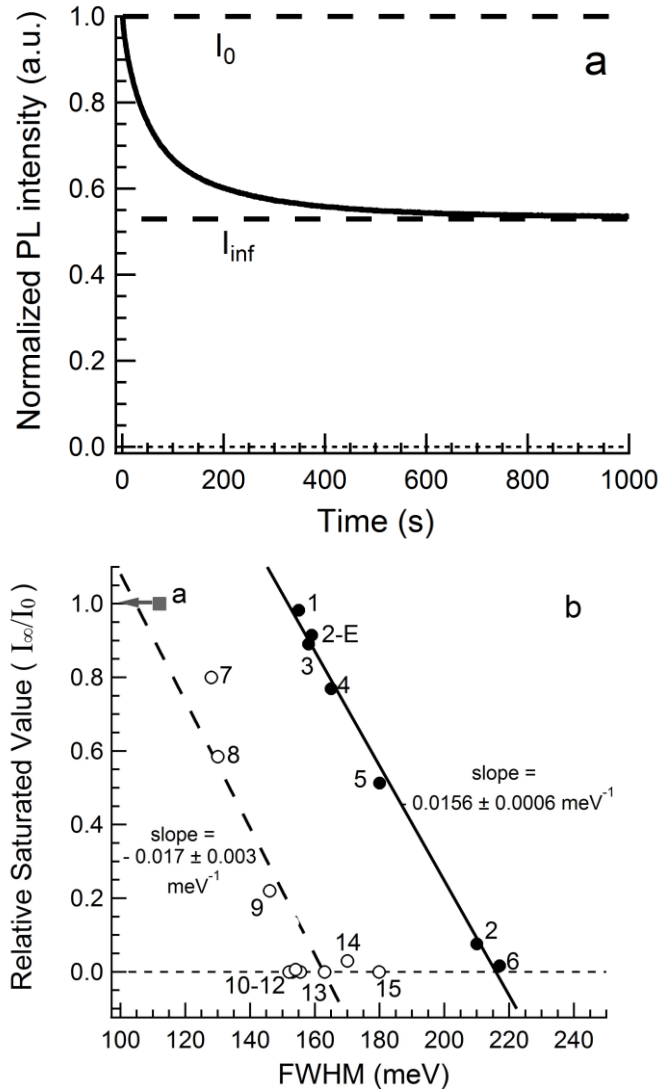 1.0
0.8
0.6
0.4
0.2
0.0
Normalized PL intensity (a.u.)
I0
a
Iinf
0 200 400 600 800 1000
Time (s)
1.0
0.8
0.6
0.4
0.2
0.0
Relative Saturated Value ( I∞/I0 )
a
b
1
2-E
3
7
4
8
5
slope =
- 0.0156 ± 0.0006 meV-1
slope =
- 0.017 ± 0.003
meV-1
9
14
2
6
10-12
13
15
100 120 140 160 180 200 220 240
FWHM (meV)